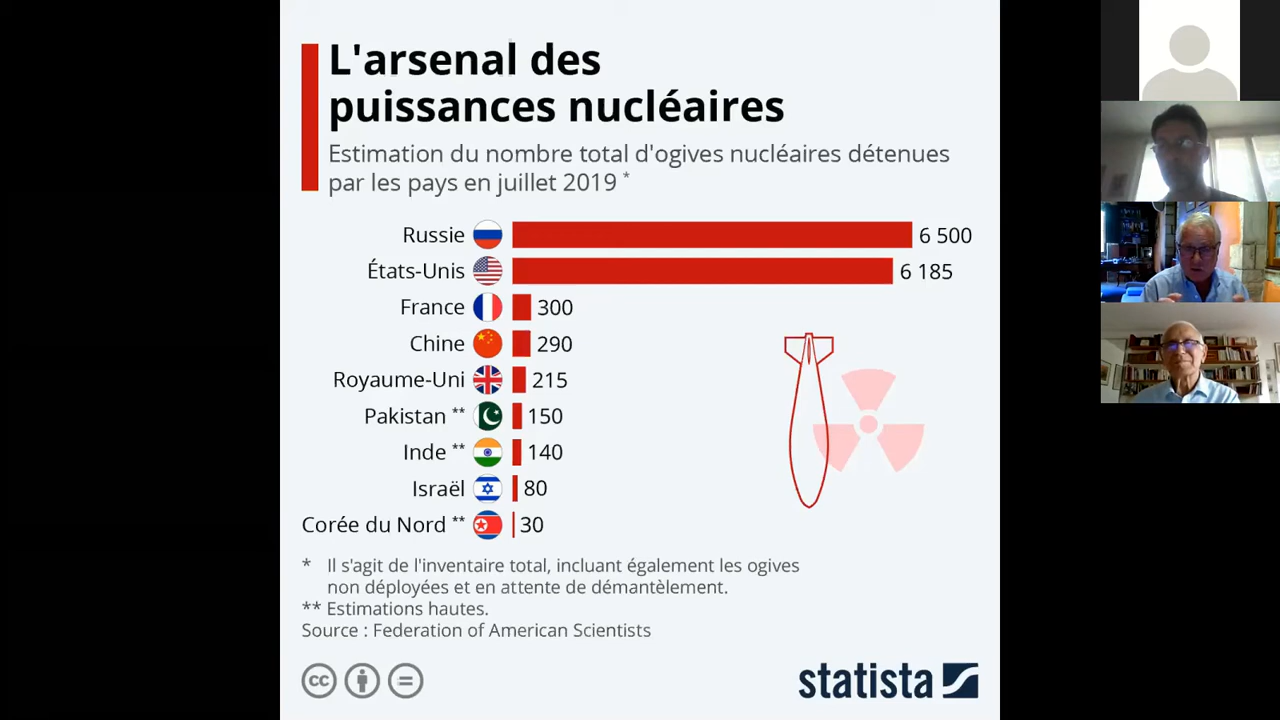 L'arsenal des
puissances nucléaires
Estimation du nombre total d'ogives nucléaires détenues
par les pays en juillet 2019 *
Russie 6 500
États-Unis 6 185
France 300
Chine 290
Royaume-Uni 215
Pakistan ** 150
Inde ** 140
Israël 80
Corée du Nord ** 30
* Il s'agit de l'inventaire total, incluant également les ogives
non déployées et en attente de démantèlement.
** Estimations hautes.
Source : Federation of American Scientists
cc
statista